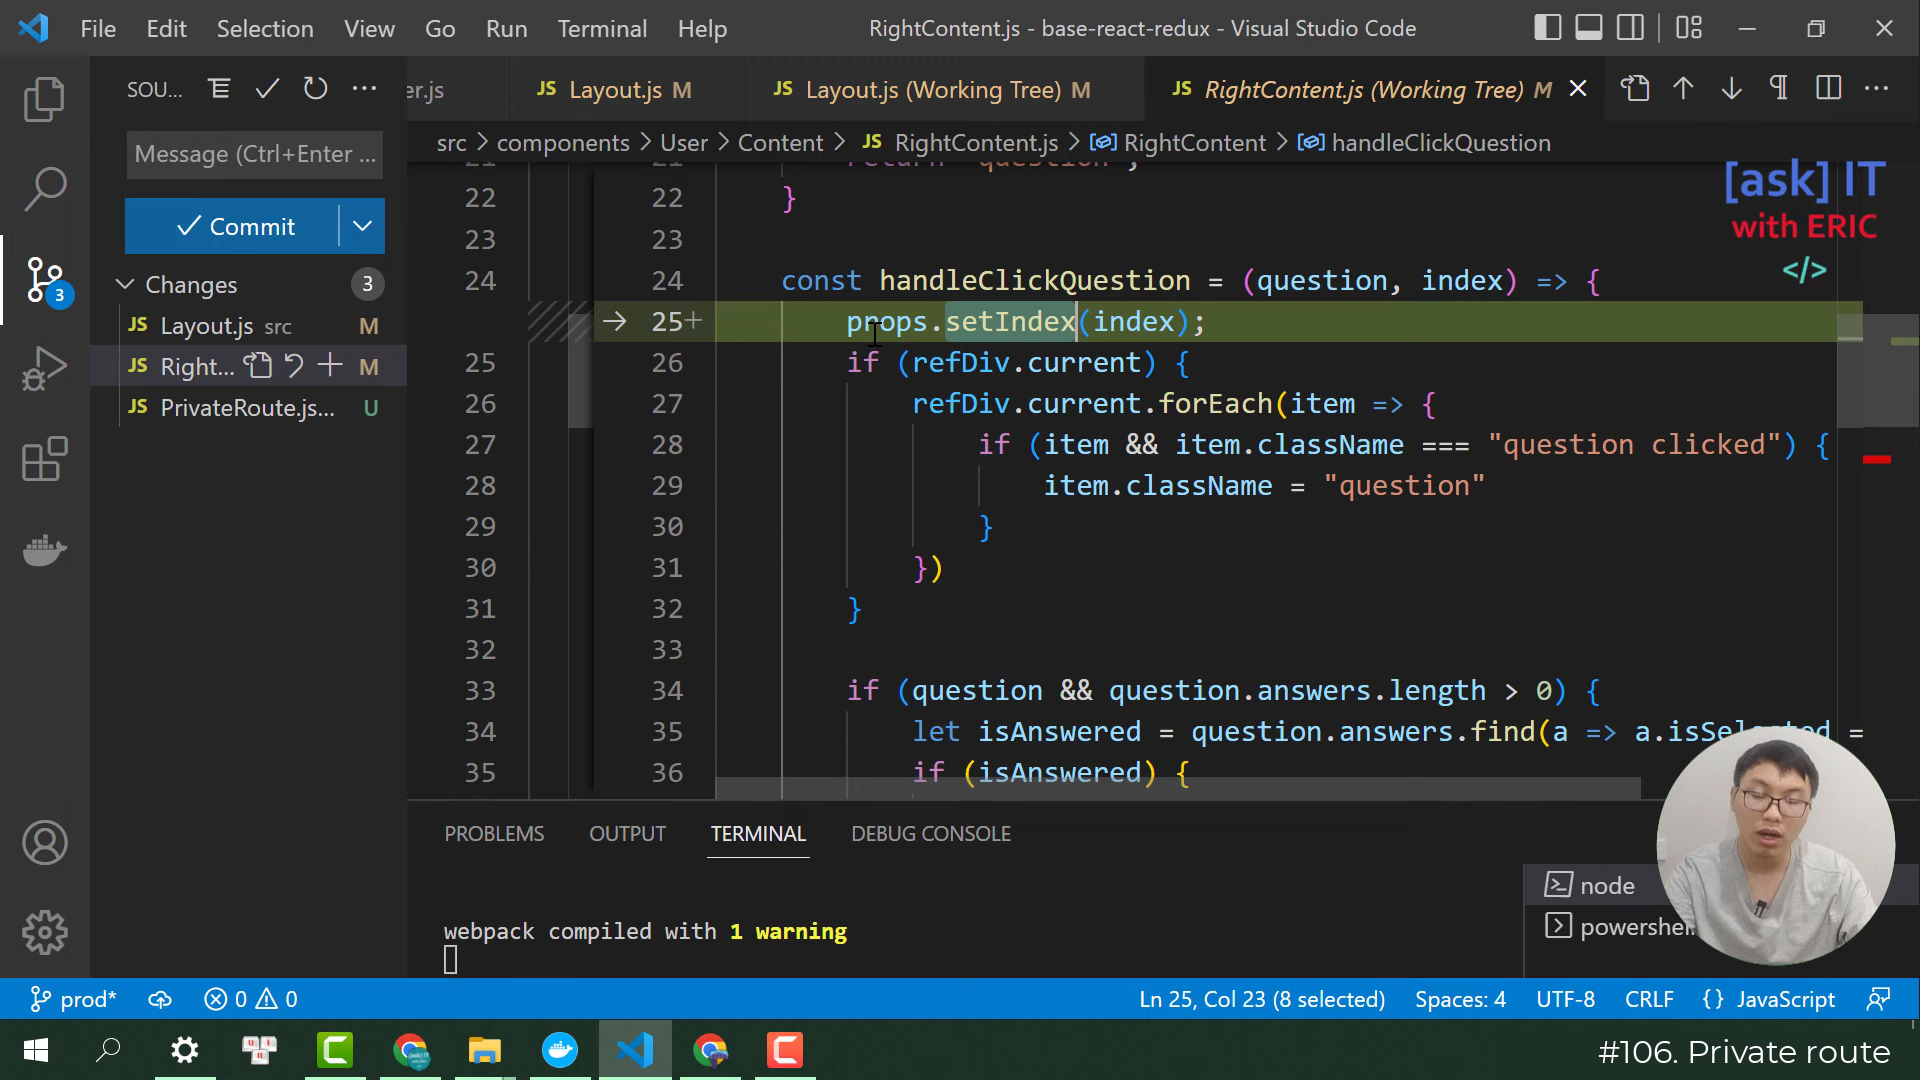 File Edit Selection View Go Run Terminal Help
RightContent.js - base-react-redux - Visual Studio Code
SOU...
er.js
JS Layout.js M
JS Layout.js (Working Tree) M
JS RightContent.js (Working Tree) M
src > components > User > Content > JS RightContent.js > RightContent > handleClickQuestion
Message (Ctrl+Enter ...
Commit
Changes 3
JS Layout.js src M
JS Right... M
JS PrivateRoute.js... U
3
[ask] IT
with ERIC
</>
21 21 return "question";
22 22 }
23 23
24 24 const handleClickQuestion = (question, index) => {
25+ props.setIndex(index);
25 26 if (refDiv.current) {
26 27 refDiv.current.forEach(item => {
27 28 if (item && item.className === "question clicked") {
28 29 item.className = "question"
29 30 }
30 31 })
31 32 }
32 33
33 34 if (question && question.answers.length > 0) {
34 35 let isAnswered = question.answers.find(a => a.isSelected =
35 36 if (isAnswered) {
PROBLEMS OUTPUT TERMINAL DEBUG CONSOLE
webpack compiled with 1 warning
node
powershell
prod* 0 0
Ln 25, Col 23 (8 selected) Spaces: 4 UTF-8 CRLF {} JavaScript
#106. Private route